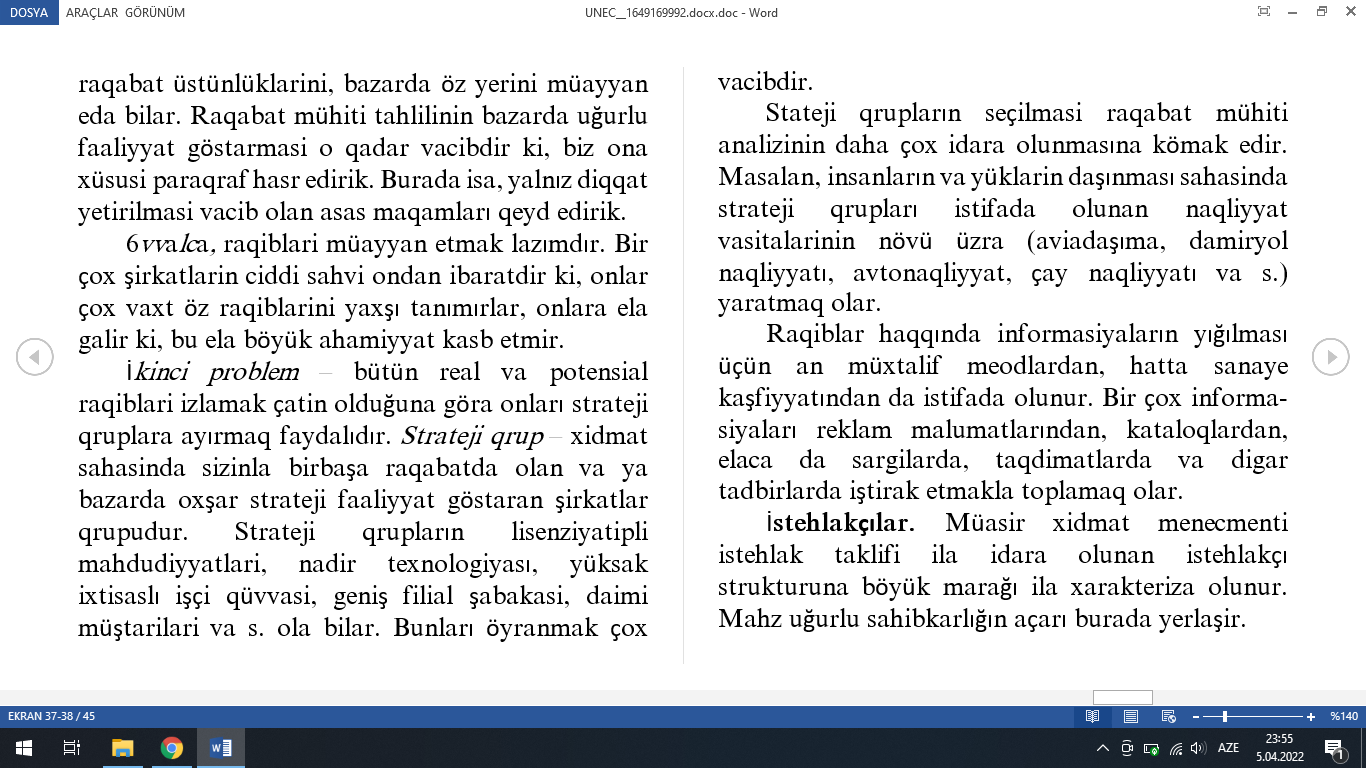 DOSYA ARAÇLAR GÖRÜNÜM
UNEC__1649169992.docx.doc - Word
raqabat üstünlüklarini, bazarda öz yerini müayyan
eda bilar. Raqabat mühiti tahlilinin bazarda uğurlu
faaliyyat göstarmasi o qadar vacibdir ki, biz ona
xüsusi paraqraf hasr edirik. Burada isa, yalnız diqqat
yetirilmasi vacib olan asas maqamları qeyd edirik.
6vvalca, raqiblari müayyan etmak lazımdır. Bir
çox şirkatlarin ciddi sahvi ondan ibaratdir ki, onlar
çox vaxt öz raqiblarini yaxşı tanımırlar, onlara ela
galir ki, bu ela böyük ahamiyyat kasb etmir.
İkinci problem – bütün real va potensial
raqiblari izlamak çatin olduğuna göra onları strateji
qruplara ayırmaq faydalıdır. Strateji qrup – xidmat
sahasinda sizinla birbaşa raqabatda olan va ya
bazarda oxşar strateji faaliyyat göstaran şirkatlar
qrupudur. Strateji qrupların lisenziyatipli
mahdudiyyatlari, nadir texnologiyası, yüksak
ixtisaslı işçi qüvvasi, geniş filial şabakasi, daimi
müştarilari va s. ola bilar. Bunları öyranmak çox
vacibdir.
Stateji qrupların seçilmasi raqabat mühiti
analizinin daha çox idara olunmasına kömak edir.
Masalan, insanların va yüklarin daşınması sahasinda
strateji qrupları istifada olunan naqliyyat
vasitalarinin növü üzra (aviadaşıma, damiryol
naqliyyatı, avtonaqliyyat, çay naqliyyatı va s.)
yaratmaq olar.
Raqiblar haqqında informasiyaların yığılması
üçün an müxtalif meodlardan, hatta sanaye
kaşfiyyatından da istifada olunur. Bir çox informa-
siyaları reklam malumatlarından, kataloqlardan,
elaca da sargilarda, taqdimatlarda va digar
tadbirlarda iştirak etmakla toplamaq olar.
İstehlakçılar. Müasir xidmat menecmenti
istehlak taklifi ila idara olunan istehlakçı
strukturuna böyük marağı ila xarakteriza olunur.
Mahz uğurlu sahibkarlığın açarı burada yerlaşir.
EKRAN 37-38 / 45
%140
AZE
23:55
5.04.2022
1